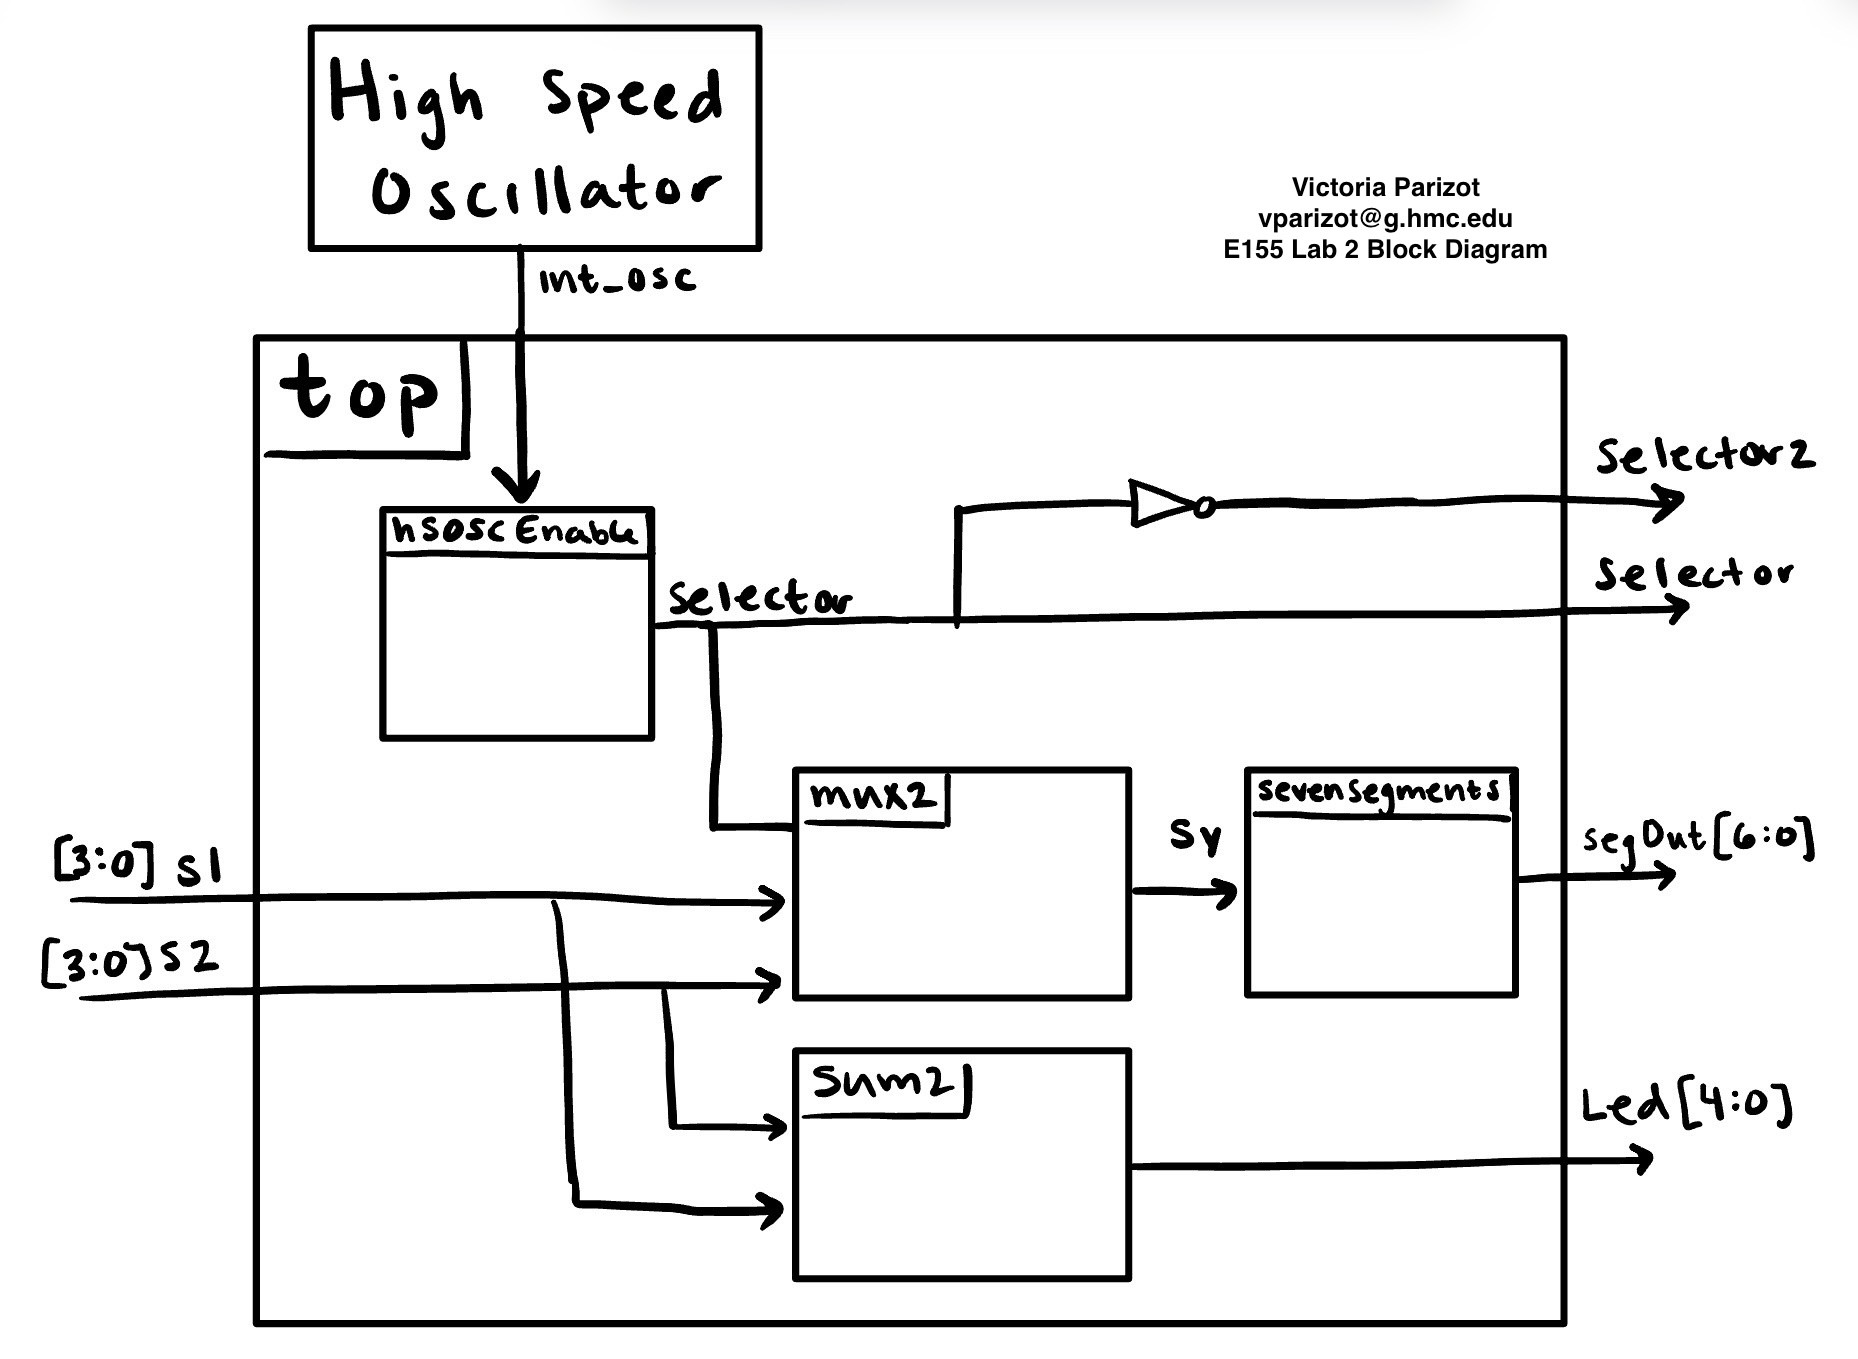 High Speed
Oscillator
int_osc
Victoria Parizot
vparizot@g.hmc.edu
E155 Lab 2 Block Diagram
top
hsoscEnable
Selector
Selector2
Selector
mux2
sevenSegments
Sy
segOut[6:0]
[3:0] S1
[3:0] S2
Sum2
Led[4:0]